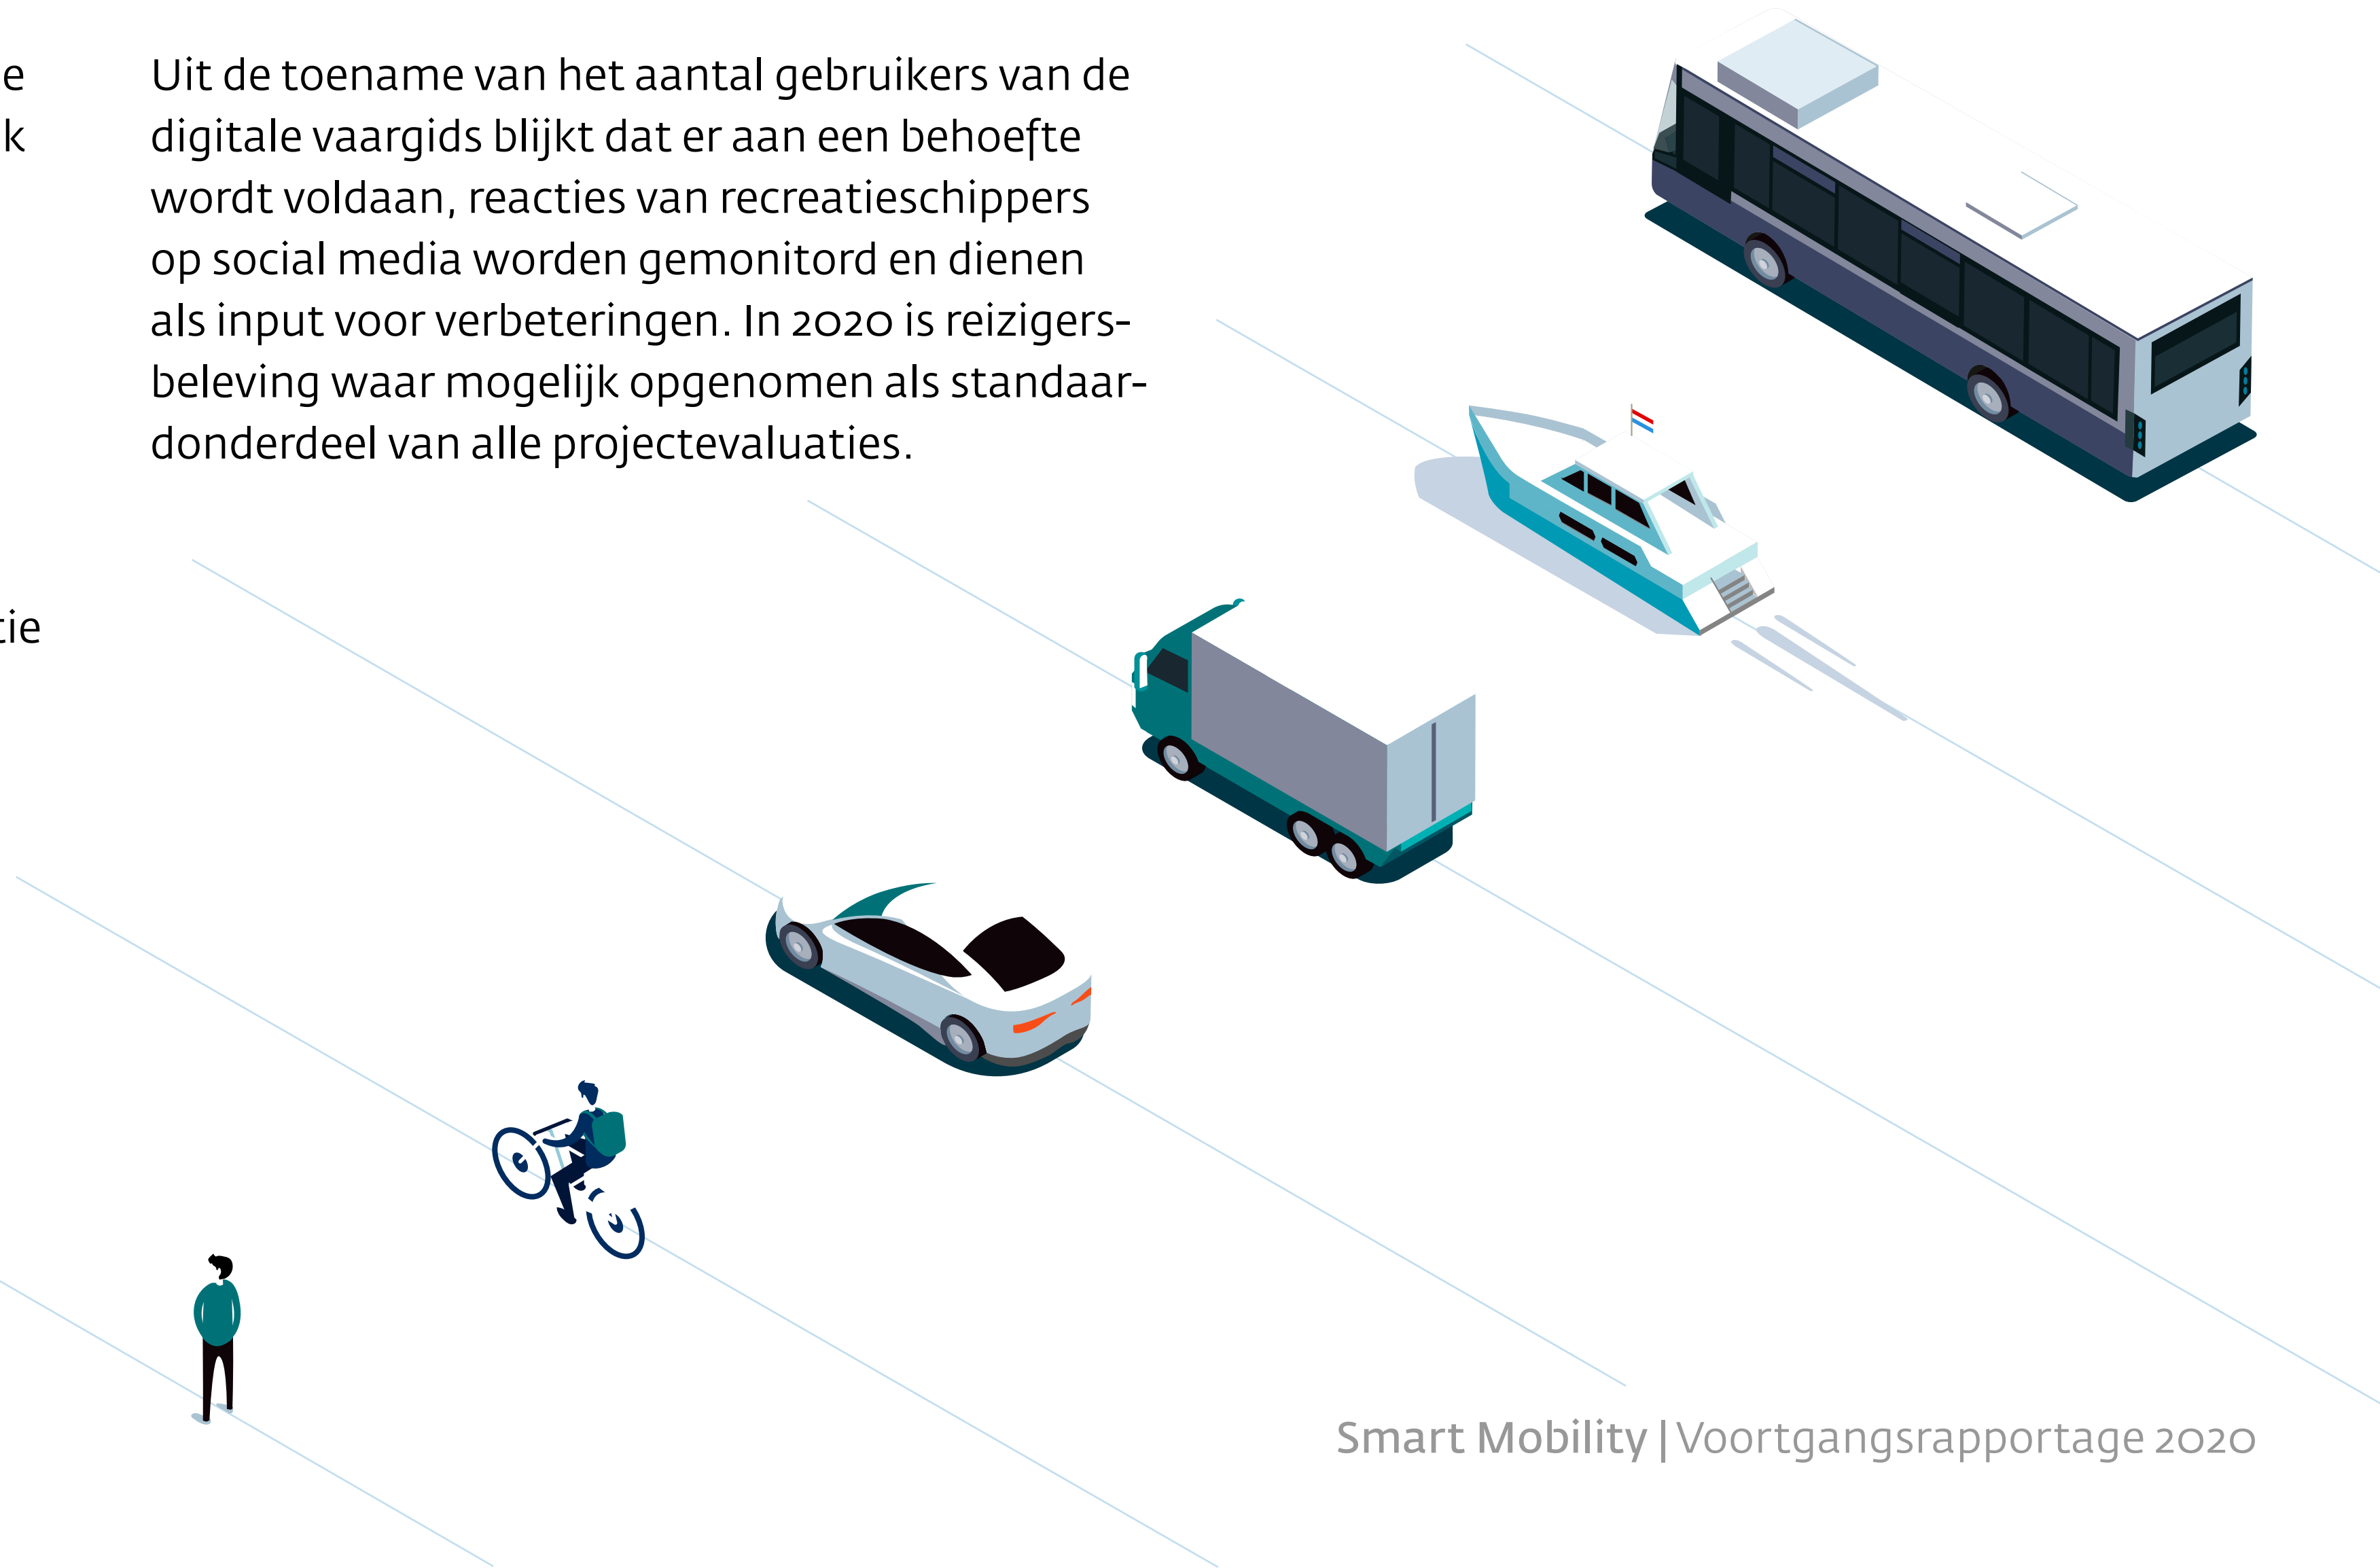 e
k
tie
Uit de toename van het aantal gebruikers van de
digitale vaargids blijkt dat er aan een behoefte
wordt voldaan, reacties van recreatieschippers
op social media worden gemonitord en dienen
als input voor verbeteringen. In 2020 is reizigers-
beleving waar mogelijk opgenomen als standaar-
donderdeel van alle projectevaluaties.
Smart Mobility | Voortgangsrapportage 2020